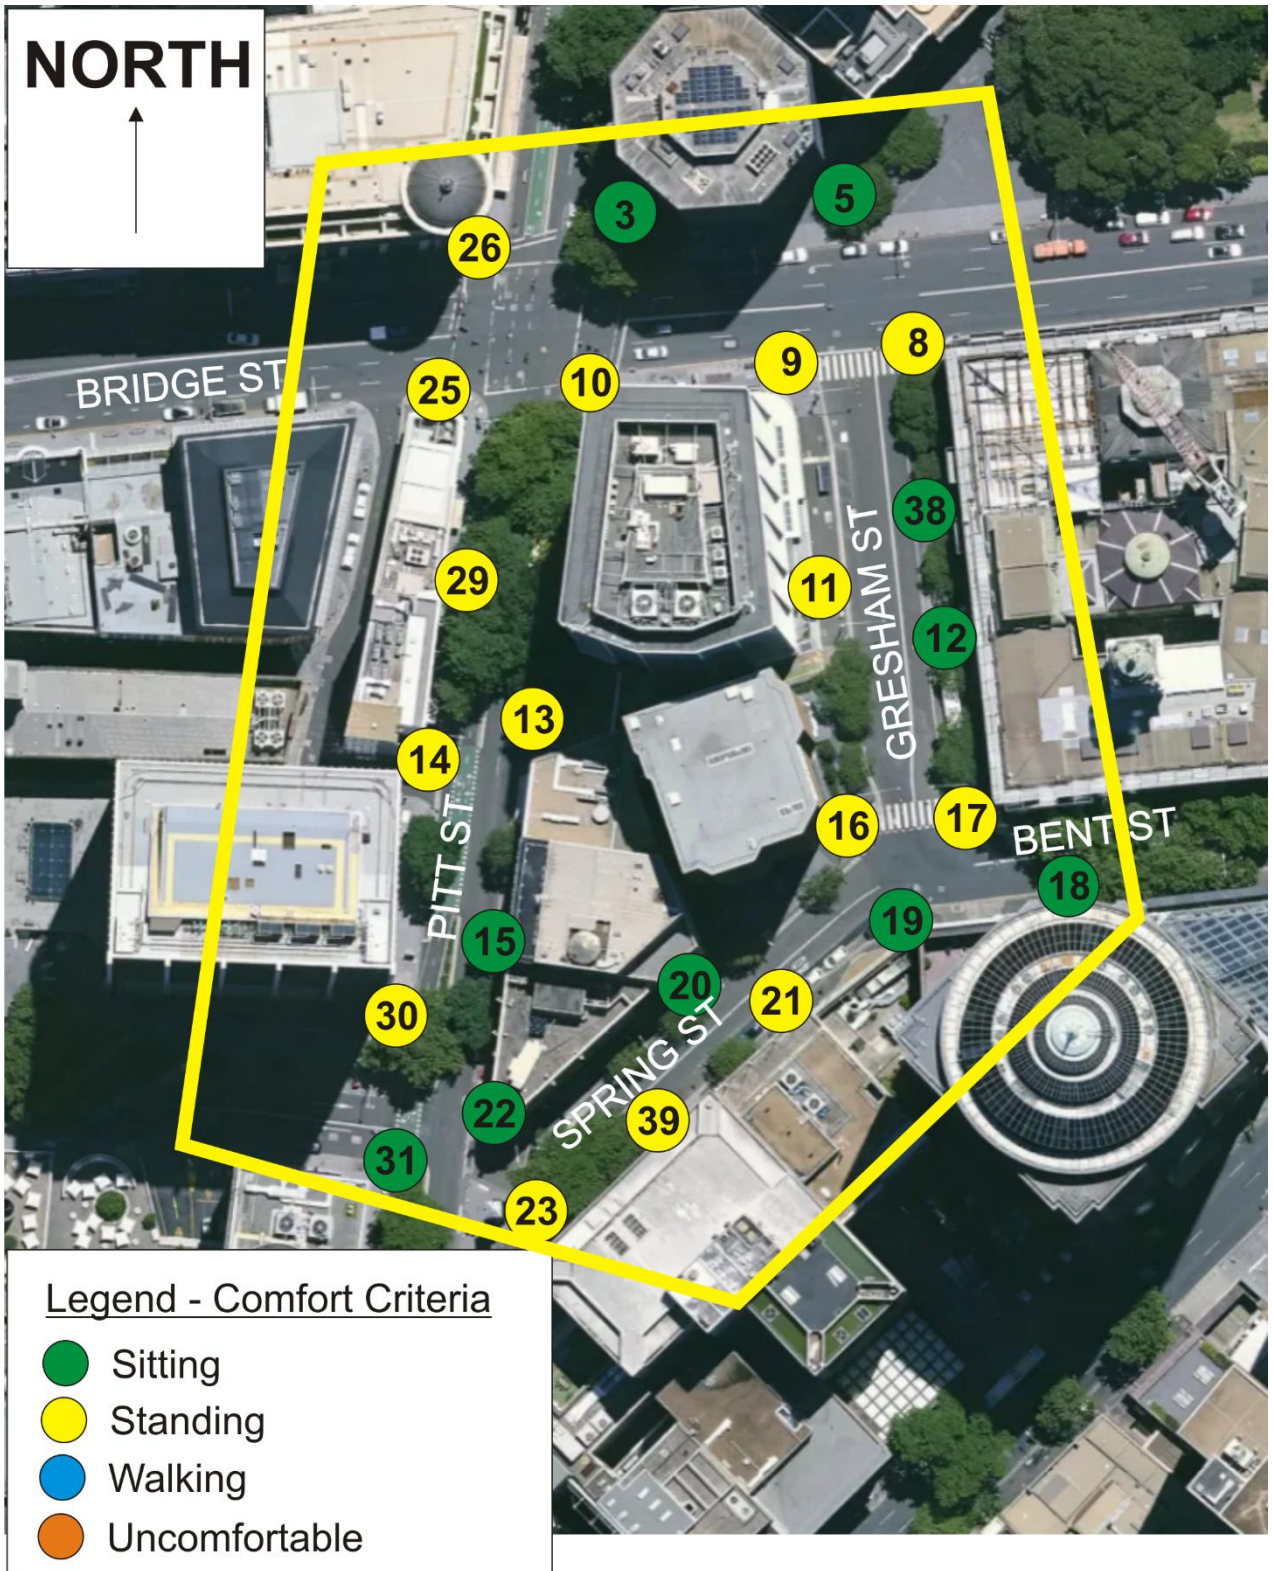 NORTH
3
5
26
8
9
BRIDGE ST
25
10
38
29
11
GRESHAM ST
12
13
14
16
17
BENT ST
PITT ST
18
15
19
20
21
30
SPRING ST
22
39
31
23
Legend - Comfort Criteria
Sitting
Standing
Walking
Uncomfortable